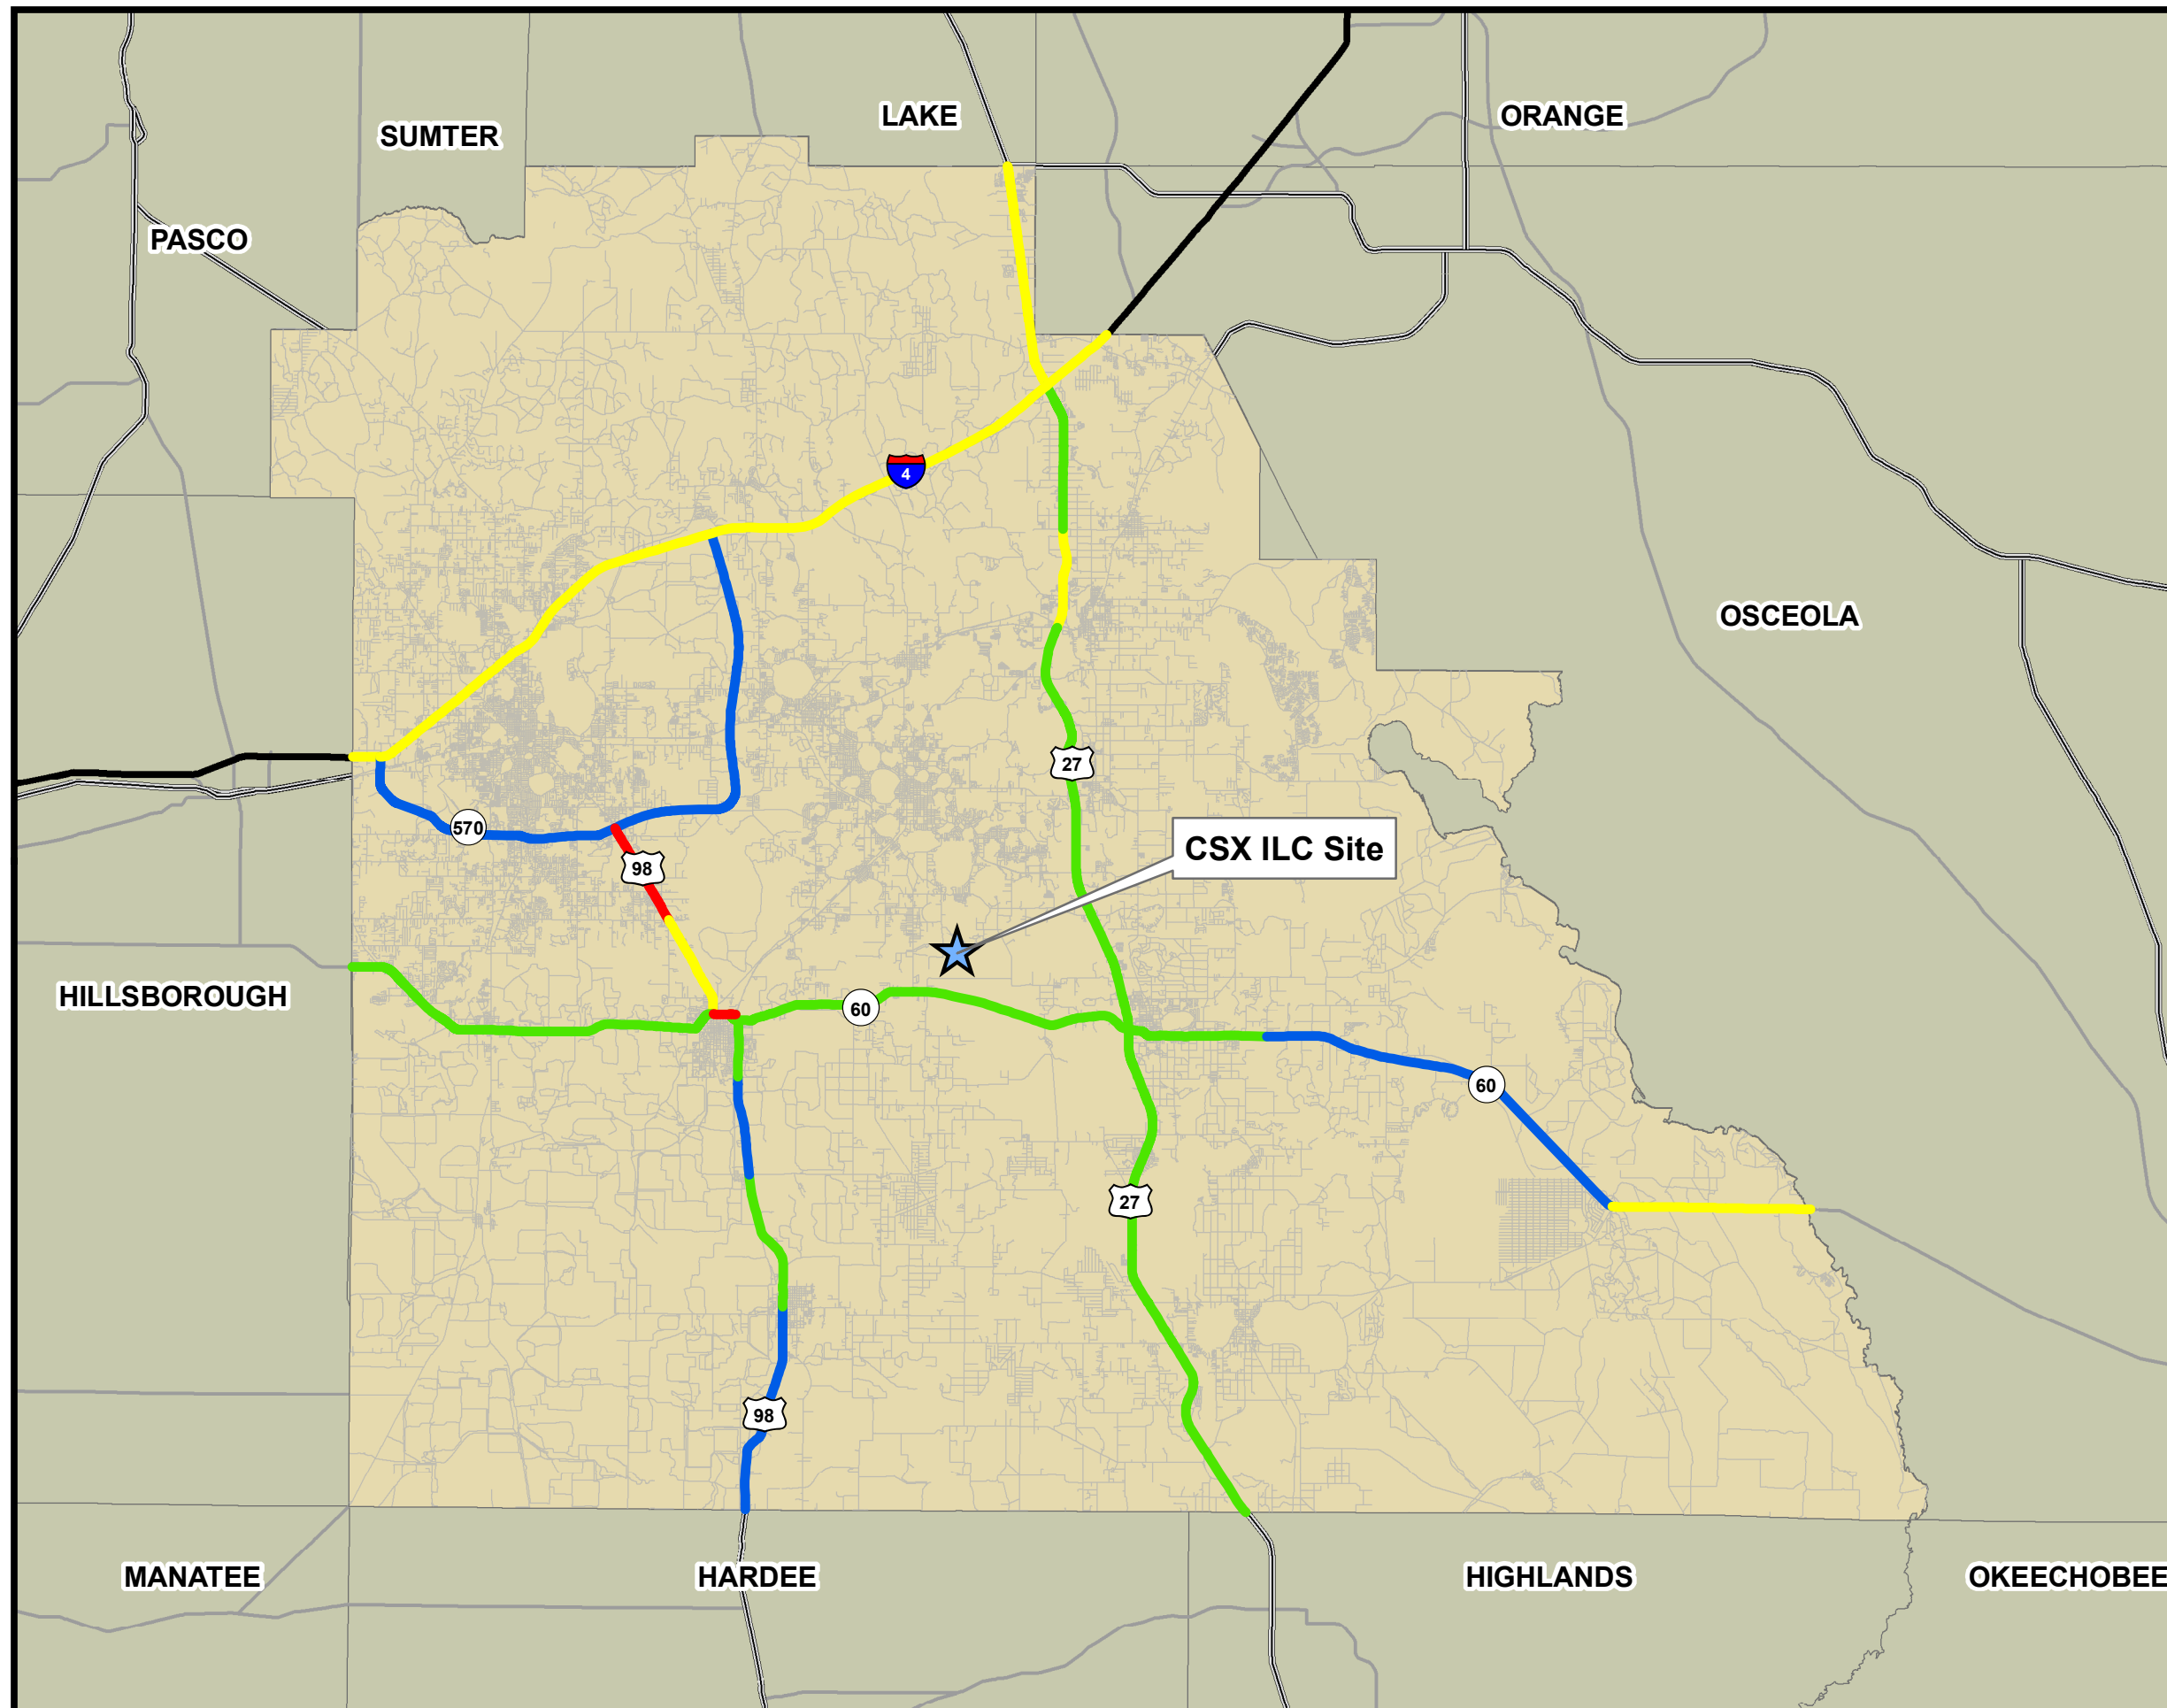 LAKE
ORANGE
SUMTER
PASCO
4
OSCEOLA
27
570
CSX ILC Site
98
HILLSBOROUGH
60
60
27
98
MANATEE
HARDEE
HIGHLANDS
OKEECHOBEE